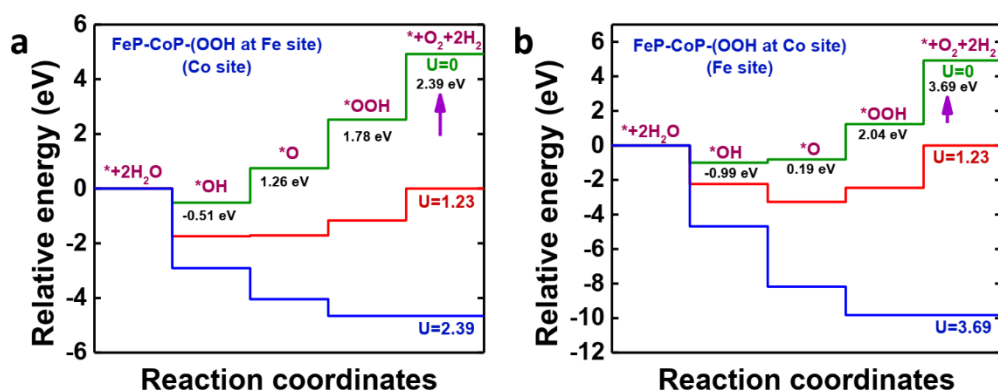 a
Relative energy (eV)
6
4
2
0
-2
-4
-6
FeP-CoP-(OOH at Fe site)
(Co site)
*+O₂+2H₂
U=0
2.39 eV
*OOH
1.78 eV
*O
1.26 eV
*+2H₂O
*OH
-0.51 eV
U=1.23
U=2.39
Reaction coordinates
b
Relative energy (eV)
6
4
2
0
-2
-4
-6
-8
-10
-12
FeP-CoP-(OOH at Co site)
(Fe site)
*+O₂+2H₂
U=0
3.69 eV
*OOH
2.04 eV
*+2H₂O
*OH
-0.99 eV
*O
0.19 eV
U=1.23
U=3.69
Reaction coordinates